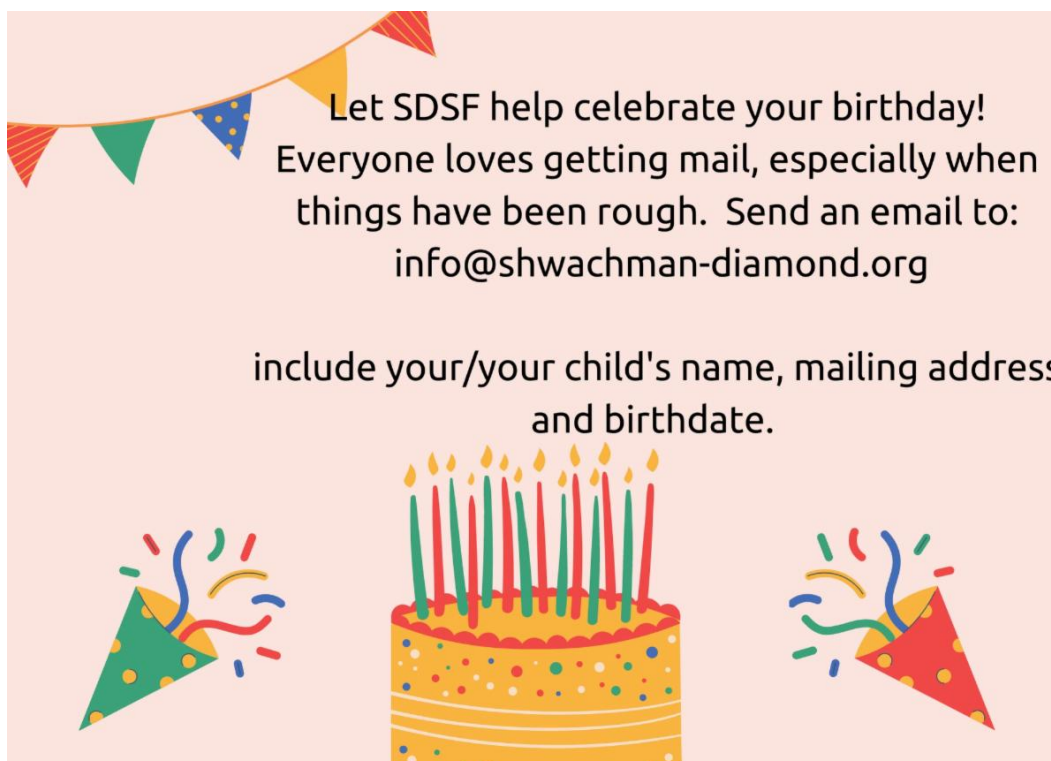 Let SDSF help celebrate your birthday!
Everyone loves getting mail, especially when
things have been rough.  Send an email to:
info@shwachman-diamond.org
include your/your child's name, mailing address
and birthdate.